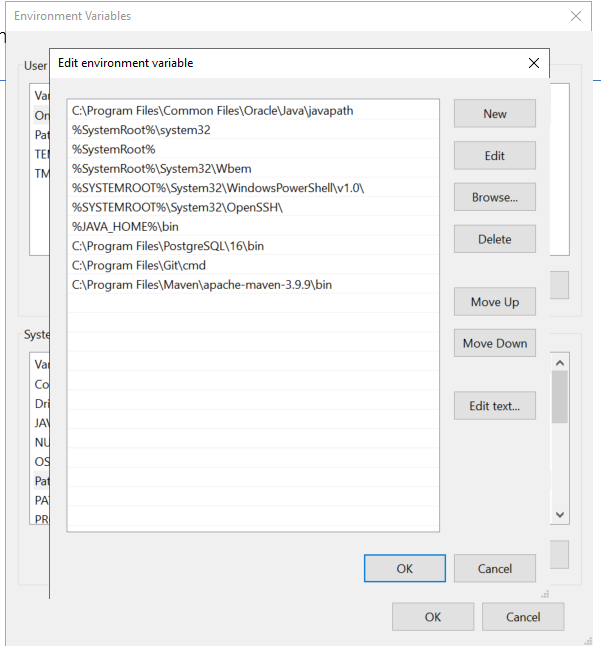 Environment Variables
User
Edit environment variable
Var
On
Pat
TEM
TM
C:\Program Files\Common Files\Oracle\Java\javapath
%SystemRoot%\system32
%SystemRoot%
%SystemRoot%\System32\Wbem
%SYSTEMROOT%\System32\WindowsPowerShell\v1.0\
%SYSTEMROOT%\System32\OpenSSH\
%JAVA_HOME%\bin
C:\Program Files\PostgreSQL\16\bin
C:\Program Files\Git\cmd
C:\Program Files\Maven\apache-maven-3.9.9\bin
New
Edit
Browse...
Delete
Move Up
Move Down
Edit text...
Syste
Var
Co
Dri
JAV
NU
OS
Pat
PA
PR
OK
Cancel
OK
Cancel